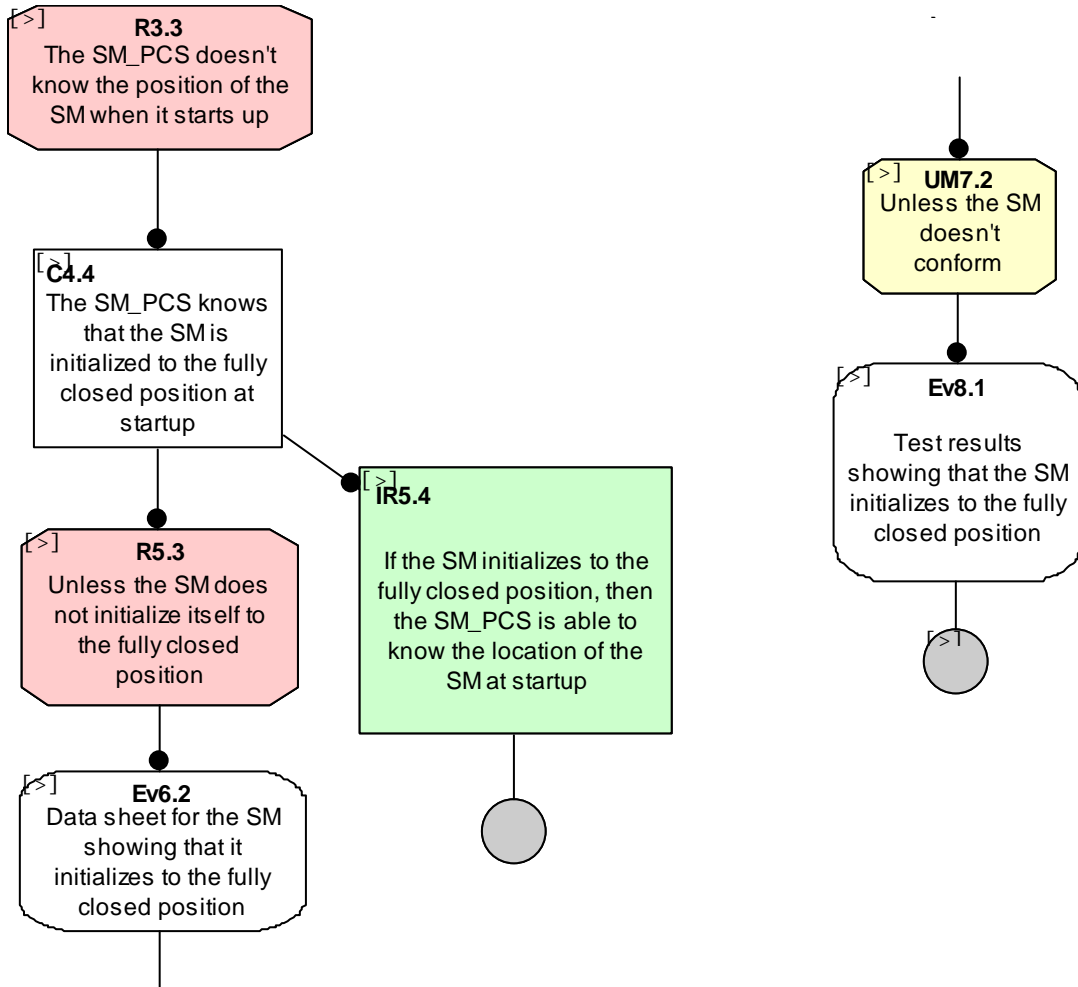 [>]
R3.3
The SM_PCS doesn't
know the position of the
SM when it starts up
[>]
C4.4
The SM_PCS knows
that the SM is
initialized to the fully
closed position at
startup
[>]
R5.3
Unless the SM does
not initialize itself to
the fully closed
position
[>]
Ev6.2
Data sheet for the SM
showing that it
initializes to the fully
closed position
[>]
IR5.4
If the SM initializes to the
fully closed position, then
the SM_PCS is able to
know the location of the
SM at startup
-
[>]
UM7.2
Unless the SM
doesn't
conform
[>]
Ev8.1
Test results
showing that the SM
initializes to the fully
closed position
[>]